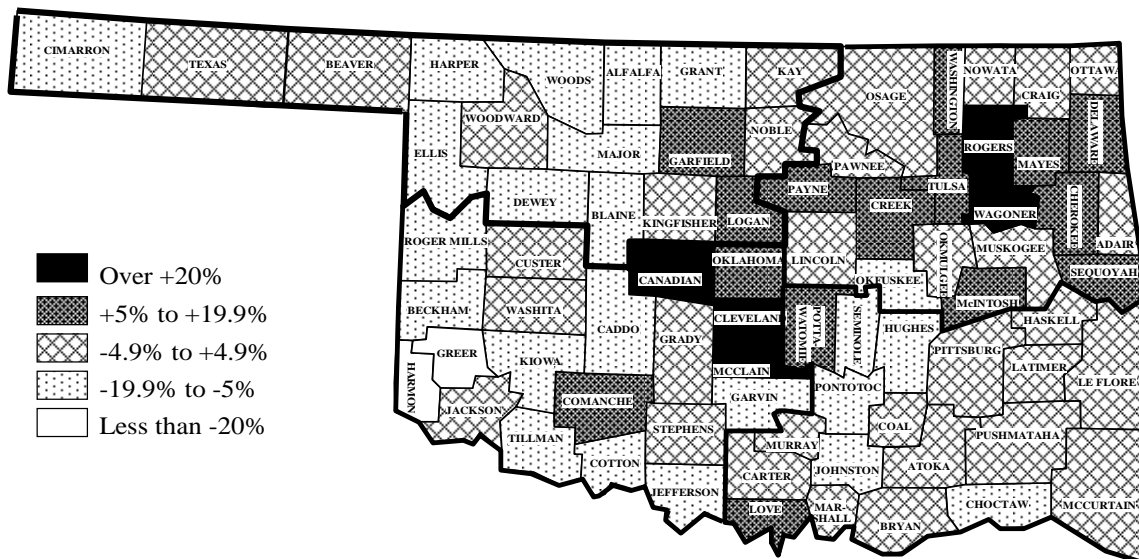 CIMARRON
TEXAS
BEAVER
HARPER
WOODS
ALFALFA
GRANT
KAY
OSAGE
WASHINGTON
NOWATA
CRAIG
OTTAWA
WOODWARD
ELLIS
MAJOR
GARFIELD
NOBLE
PAWNEE
ROGERS
MAYES
DELAWARE
DEWEY
BLAINE
KINGFISHER
LOGAN
PAYNE
CREEK
TULSA
WAGONER
CHEROKEE
ADAIR
ROGER MILLS
CUSTER
CANADIAN
OKLAHOMA
LINCOLN
OKFUSKEE
OKMULGEE
MUSKOGEE
McINTOSH
SEQUOYAH
BECKHAM
WASHITA
CADDO
GRADY
CLEVELAND
MCCLAIN
POTTA
WATOMIE
SEMINOLE
HUGHES
PITTSBURG
HASKELL
LATIMER
LE FLORE
HARMON
GREER
KIOWA
JACKSON
COMANCHE
TILLMAN
COTTON
STEPHENS
JEFFERSON
GARVIN
PONTOTOC
MURRAY
CARTER
LOVE
JOHNSTON
MAR-
SHALL
COAL
ATOKA
BRYAN
PUSHMATAHA
CHOCTAW
MCCURTAIN
Over +20%
+5% to +19.9%
-4.9% to +4.9%
-19.9% to -5%
Less than -20%